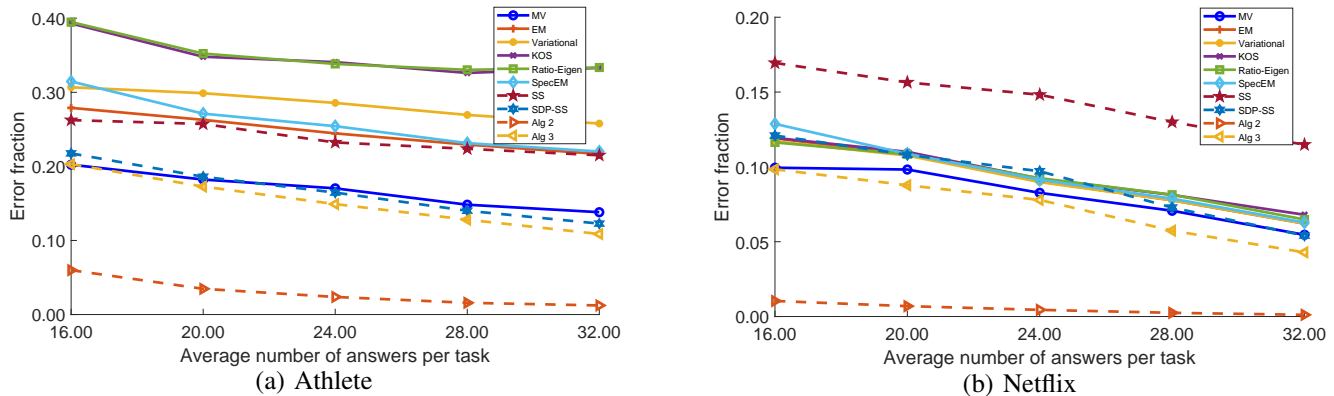 0.40
0.30
0.20
0.10
0.00
Error fraction
16.00 20.00 24.00 28.00 32.00
Average number of answers per task
MV
EM
Variational
KOS
Ratio-Eigen
SpecEM
SS
SDP-SS
Alg 2
Alg 3
(a) Athlete
0.20
0.15
0.10
0.05
0.00
Error fraction
16.00 20.00 24.00 28.00 32.00
Average number of answers per task
MV
EM
Variational
KOS
Ratio-Eigen
SpecEM
SS
SDP-SS
Alg 2
Alg 3
(b) Netflix